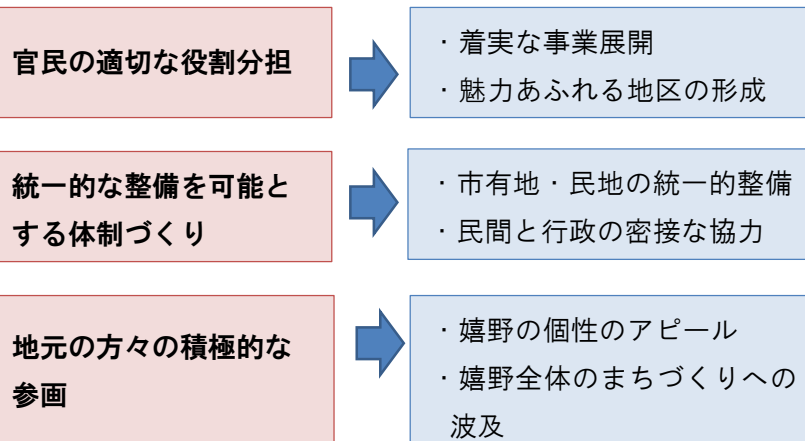 官民の適切な役割分担
・着実な事業展開
・魅力あふれる地区の形成
統一的な整備を可能と
する体制づくり
・市有地・民地の統一的整備
・民間と行政の密接な協力
地元の方々の積極的な
参画
・嬉野の個性のアピール
・嬉野全体のまちづくりへの
波及